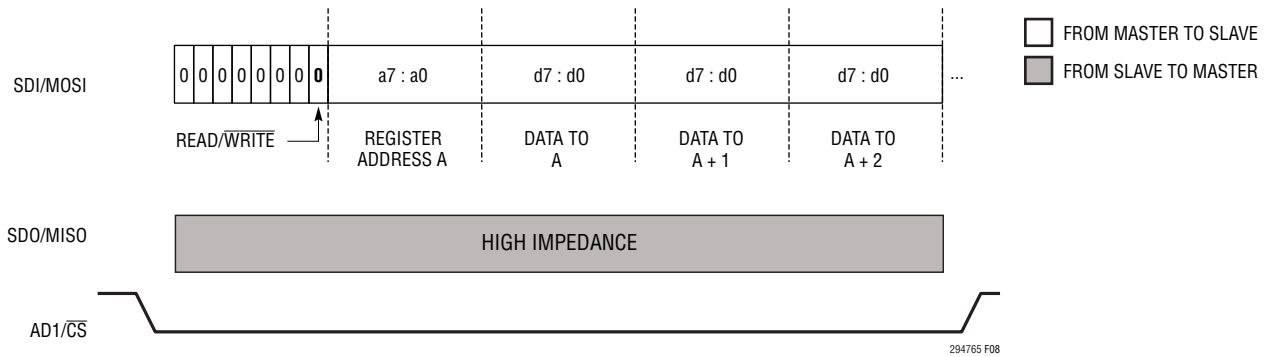 FROM MASTER TO SLAVE
FROM SLAVE TO MASTER
SDI/MOSI
0 0 0 0 0 0 0 0 a7 : a0 d7 : d0 d7 : d0 d7 : d0 ...
READ/WRITE
REGISTER
ADDRESS A
DATA TO
A
DATA TO
A + 1
DATA TO
A + 2
SDO/MISO
HIGH IMPEDANCE
AD1/CS
294765 F08